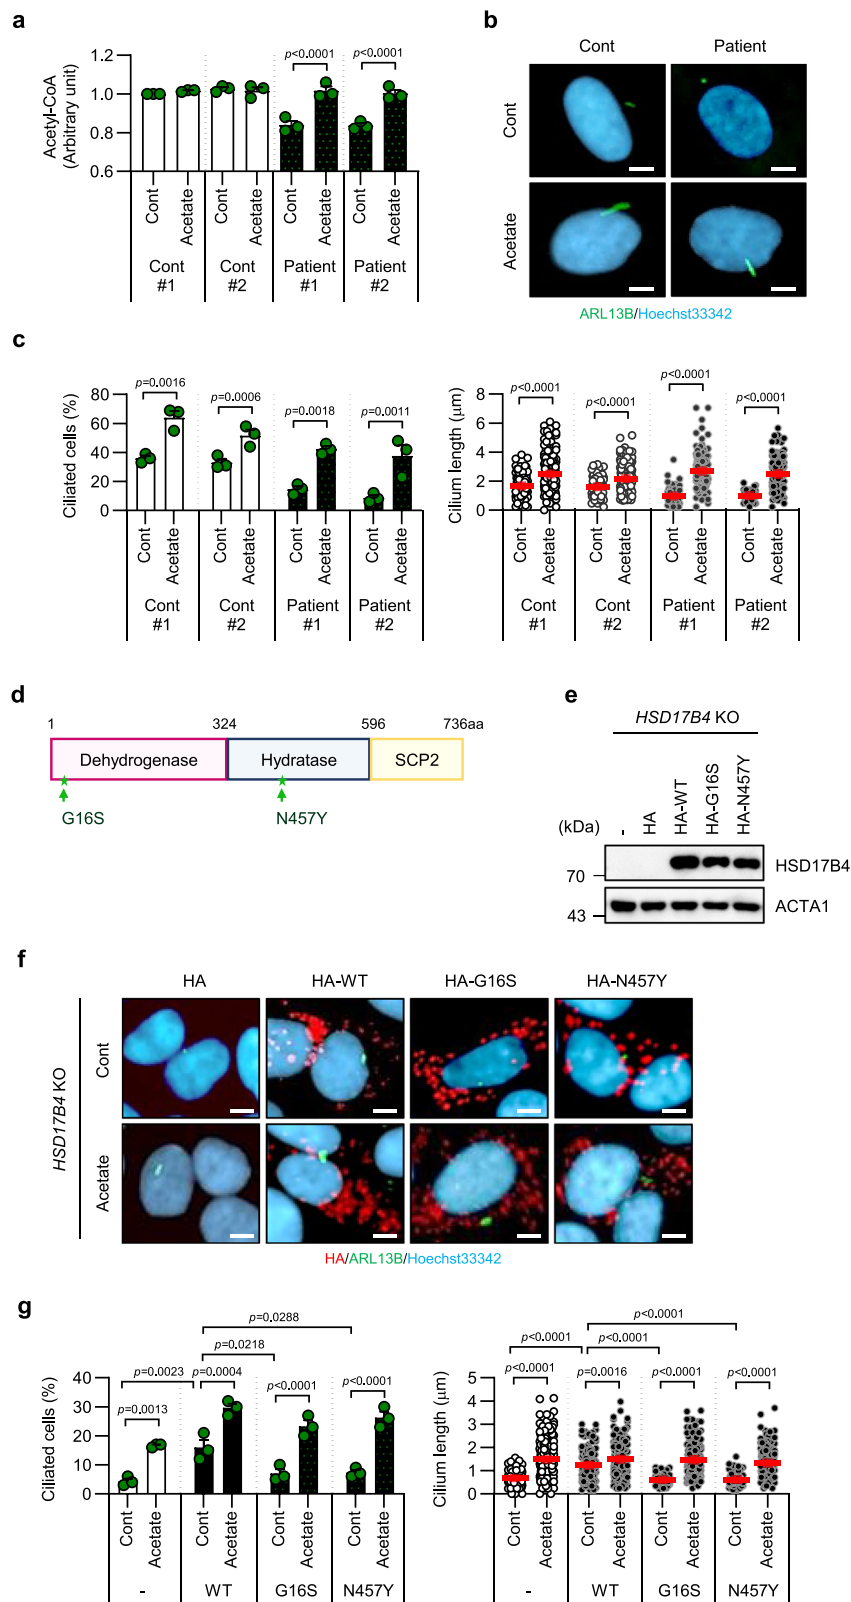 a
Acetyl-CoA
(Arbitrary unit)
1.2
1.0
0.8
0.6
p<0.0001
p<0.0001
Cont
Acetate
Cont
Acetate
Cont
Acetate
Cont
Acetate
Cont
#1
Cont
#2
Patient
#1
Patient
#2
b
Cont
Patient
Cont
Acetate
ARL13B/Hoechst33342
c
Ciliated cells (%)
80
60
40
20
0
p=0.0016
p=0.0006
p=0.0018
p=0.0011
Cont
Acetate
Cont
Acetate
Cont
Acetate
Cont
Acetate
Cont
#1
Cont
#2
Patient
#1
Patient
#2
Cilium length (μm)
8
6
4
2
0
p<0.0001
p<0.0001
p<0.0001
p<0.0001
Cont
Acetate
Cont
Acetate
Cont
Acetate
Cont
Acetate
Cont
#1
Cont
#2
Patient
#1
Patient
#2
d
1
324
596
736aa
Dehydrogenase
Hydratase
SCP2
G16S
N457Y
e
HSD17B4 KO
(kDa)
-
HA
HA-WT
HA-G16S
HA-N457Y
70
HSD17B4
43
ACTA1
f
HA
HA-WT
HA-G16S
HA-N457Y
HSD17B4 KO
Cont
Acetate
HA/ARL13B/Hoechst33342
g
Ciliated cells (%)
40
30
20
10
0
p=0.0288
p=0.0218
p=0.0023
p=0.0004
p=0.0013
p<0.0001
p<0.0001
Cont
Acetate
Cont
Acetate
Cont
Acetate
Cont
Acetate
-
WT
G16S
N457Y
Cilium length (μm)
5
4
3
2
1
0
p<0.0001
p<0.0001
p<0.0001
p<0.0001
p=0.0016
p<0.0001
p<0.0001
Cont
Acetate
Cont
Acetate
Cont
Acetate
Cont
Acetate
-
WT
G16S
N457Y